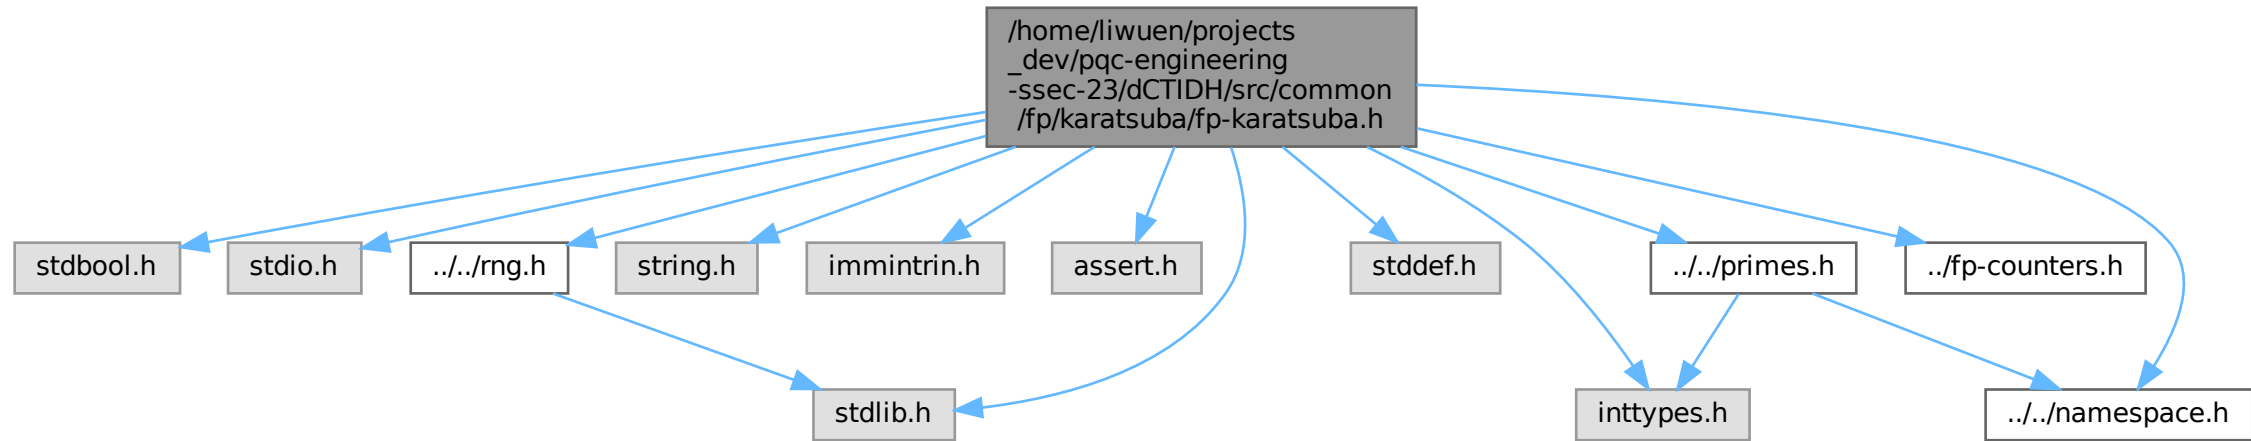 /home/liwuen/projects
_dev/pqc-engineering
-ssec-23/dCTIDH/src/common
/fp/karatsuba/fp-karatsuba.h
stdbool.h
stdio.h
../../rng.h
string.h
immintrin.h
assert.h
stddef.h
../../primes.h
../fp-counters.h
stdlib.h
inttypes.h
../../namespace.h